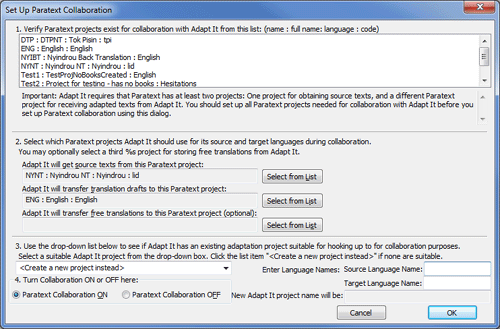 Set Up Paratext Collaboration
1. Verify Paratext projects exist for collaboration with Adapt It from this list: (name : full name: language : code)
DTP : DTPNT : Tok Pisin : tpi
ENG : English : English
NYIBT : Nyindrou Back Translation : English
NYNT : Nyindrou NT : Nyindrou : lid
Test1 : TestProjNoBooksCreated : English
Test2 : Project for testing - has no books : Hesitations
Important: Adapt It requires that Paratext has at least two projects: One project for obtaining source texts, and a different Paratext
project for receiving adapted texts from Adapt It. You should set up all Paratext projects needed for collaboration with Adapt It before you
set up Paratext collaboration using this dialog.
2. Select which Paratext projects Adapt It should use for its source and target languages during collaboration.
You may optionally select a third %s project for storing free translations from Adapt It.
Adapt It will get source texts from this Paratext project:
NYNT : Nyindrou NT : Nyindrou : lid
Select from List
Adapt It will transfer translation drafts to this Paratext project:
ENG : English : English
Select from List
Adapt It will transfer free translations to this Paratext project (optional):
Select from List
3. Use the drop-down list below to see if Adapt It has an existing adaptation project suitable for hooking up to for collaboration purposes.
Select a suitable Adapt It project from the drop-down box. Click the list item "<Create a new project instead>" if none are suitable.
<Create a new project instead>
Enter Language Names:
Source Language Name:
Target Language Name:
4. Turn Collaboration ON or OFF here:
Paratext Collaboration ON
Paratext Collaboration OFF
New Adapt It project name will be:
Cancel
OK